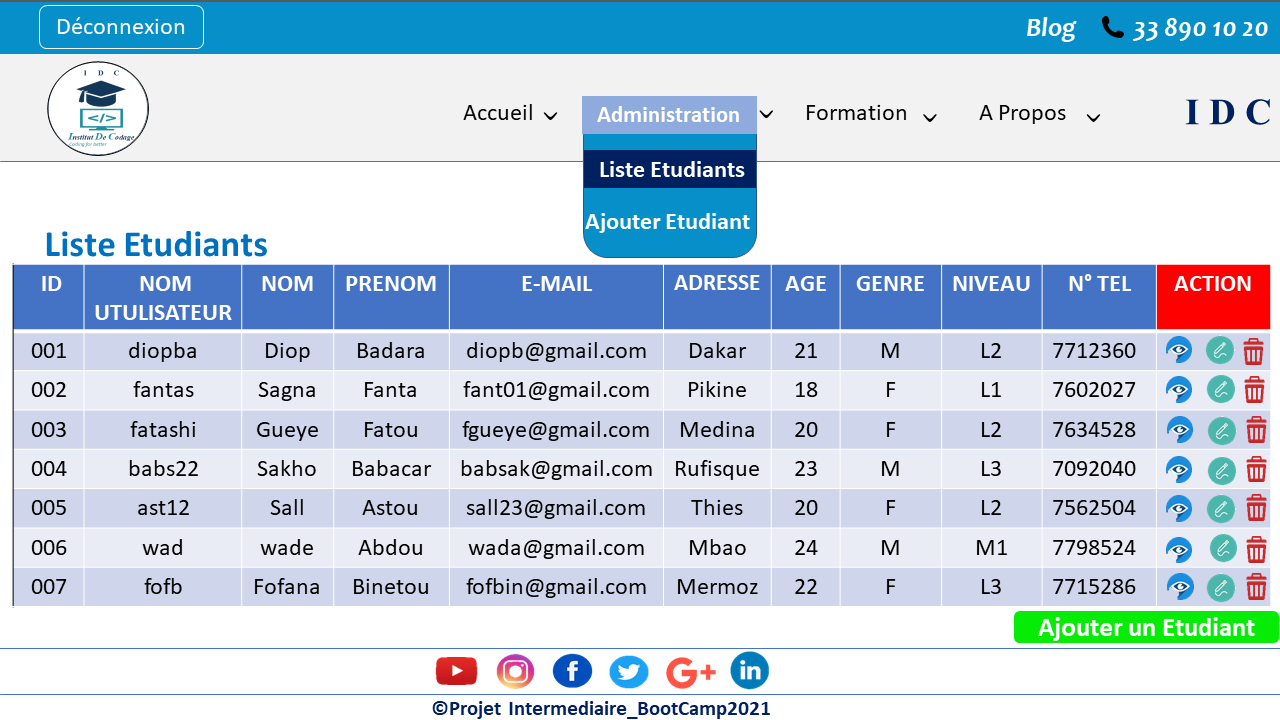 Déconnexion
Blog
33 890 10 20
I D C
</>
Institut De Codage
Coding for better
Accueil
Administration
Formation
A Propos
I D C
Liste Etudiants
Ajouter Etudiant
Liste Etudiants
ID NOM UTULISATEUR NOM PRENOM E-MAIL ADRESSE AGE GENRE NIVEAU N° TEL ACTION
001 diopba Diop Badara diopb@gmail.com Dakar 21 M L2 7712360
002 fantas Sagna Fanta fant01@gmail.com Pikine 18 F L1 7602027
003 fatashi Gueye Fatou fgueye@gmail.com Medina 20 F L2 7634528
004 babs22 Sakho Babacar babsak@gmail.com Rufisque 23 M L3 7092040
005 ast12 Sall Astou sall23@gmail.com Thies 20 F L2 7562504
006 wad wade Abdou wada@gmail.com Mbao 24 M M1 7798524
007 fofb Fofana Binetou fofbin@gmail.com Mermoz 22 F L3 7715286
Ajouter un Etudiant
f
G+
in
©Projet Intermediaire_BootCamp2021